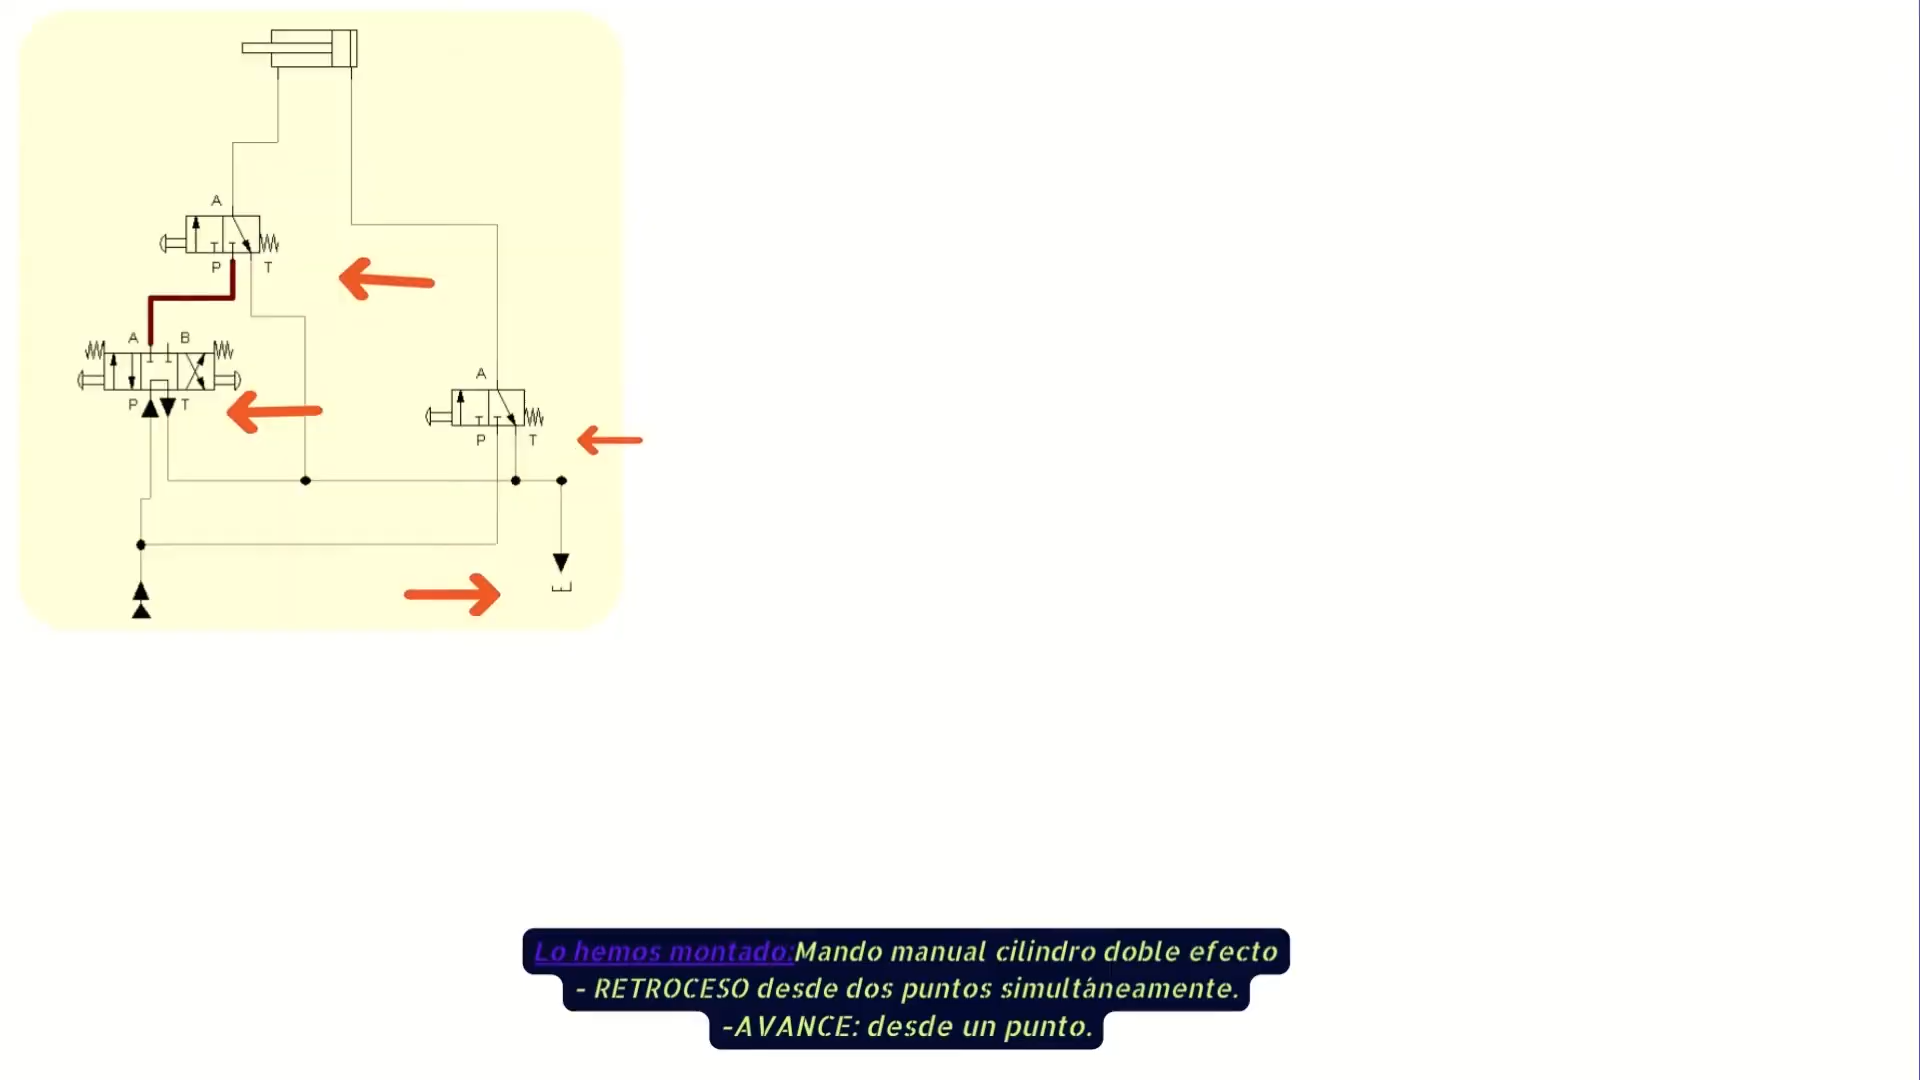 A
P T
A B
P T
A
P T
Lo hemos montado:Mando manual cilindro doble efecto
- RETROCESO desde dos puntos simultáneamente.
-AVANCE: desde un punto.